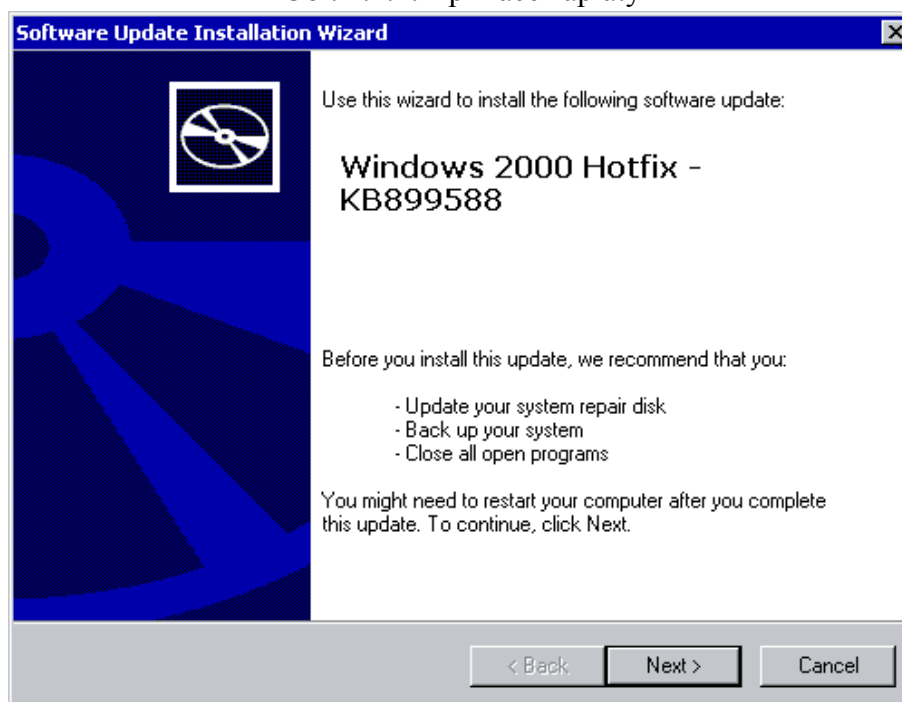 Software Update Installation Wizard
Use this wizard to install the following software update:
Windows 2000 Hotfix -
KB899588
Before you install this update, we recommend that you:
- Update your system repair disk
- Back up your system
- Close all open programs
You might need to restart your computer after you complete
this update. To continue, click Next.
< Back
Next >
Cancel